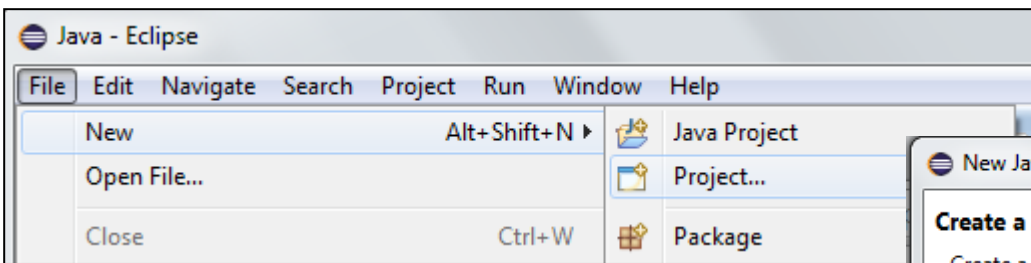 Java - Eclipse
File Edit Navigate Search Project Run Window Help
New Alt+Shift+N
Open File...
Close Ctrl+W
Java Project
Project...
Package
New Ja
Create a
Create a